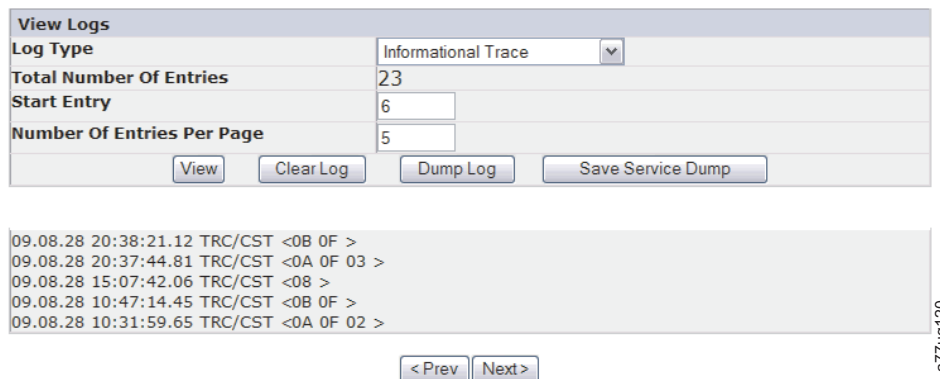 View Logs
Log Type Informational Trace
Total Number Of Entries 23
Start Entry 6
Number Of Entries Per Page 5
View Clear Log Dump Log Save Service Dump
09.08.28 20:38:21.12 TRC/CST <0B 0F >
09.08.28 20:37:44.81 TRC/CST <0A 0F 03 >
09.08.28 15:07:42.06 TRC/CST <08 >
09.08.28 10:47:14.45 TRC/CST <0B 0F >
09.08.28 10:31:59.65 TRC/CST <0A 0F 02 >
< Prev Next >